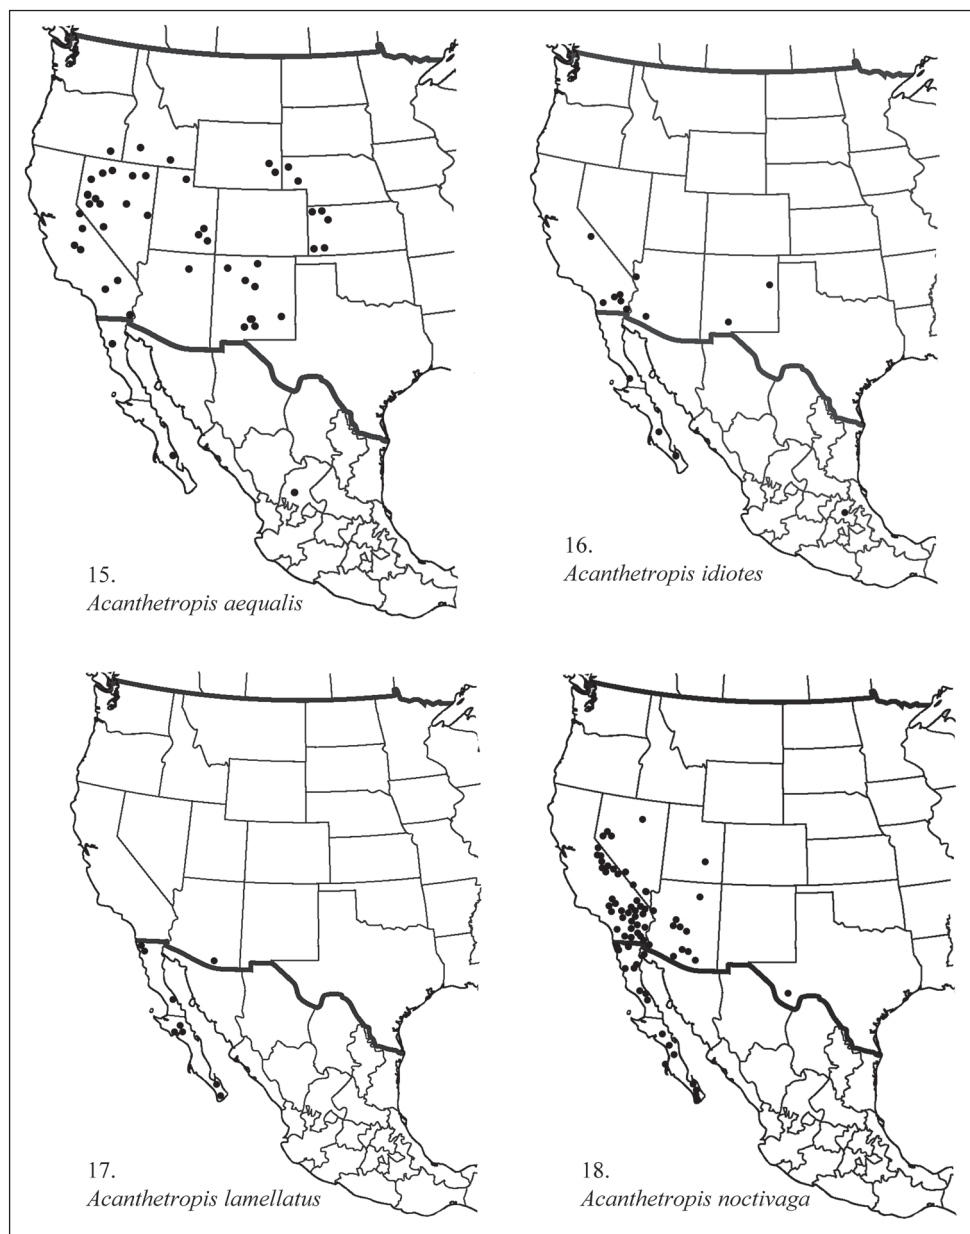 15.
Acanthetropis aequalis
16.
Acanthetropis idiotes
17.
Acanthetropis lamellatus
18.
Acanthetropis noctivaga